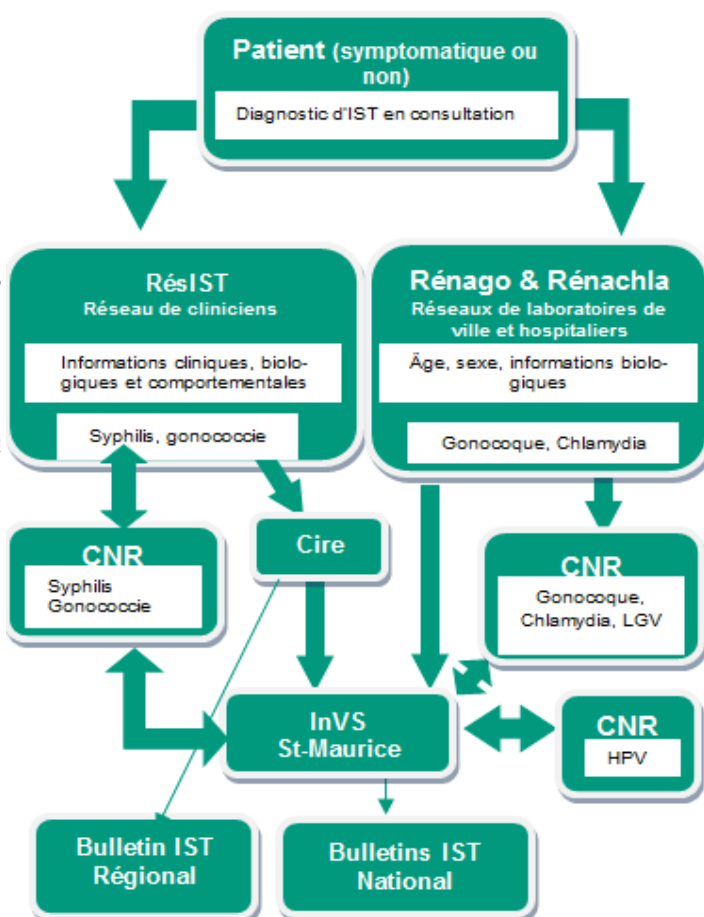 Patient (symptomatique ou
non)
Diagnostic d'IST en consultation
RésIST
Réseau de cliniciens
Informations cliniques, biolo-
giques et comportementales
Syphilis, gonococcie
Rénago & Rénachla
Réseaux de laboratoires de
ville et hospitaliers
Äge, sexe, informations biolo-
giques
Gonocoque, Chlamydia
CNR
Syphilis
Gonococcie
Cire
CNR
Gonocoque,
Chlamydia, LGV
InVS
St-Maurice
CNR
HPV
Bulletin IST
Régional
Bulletins IST
National